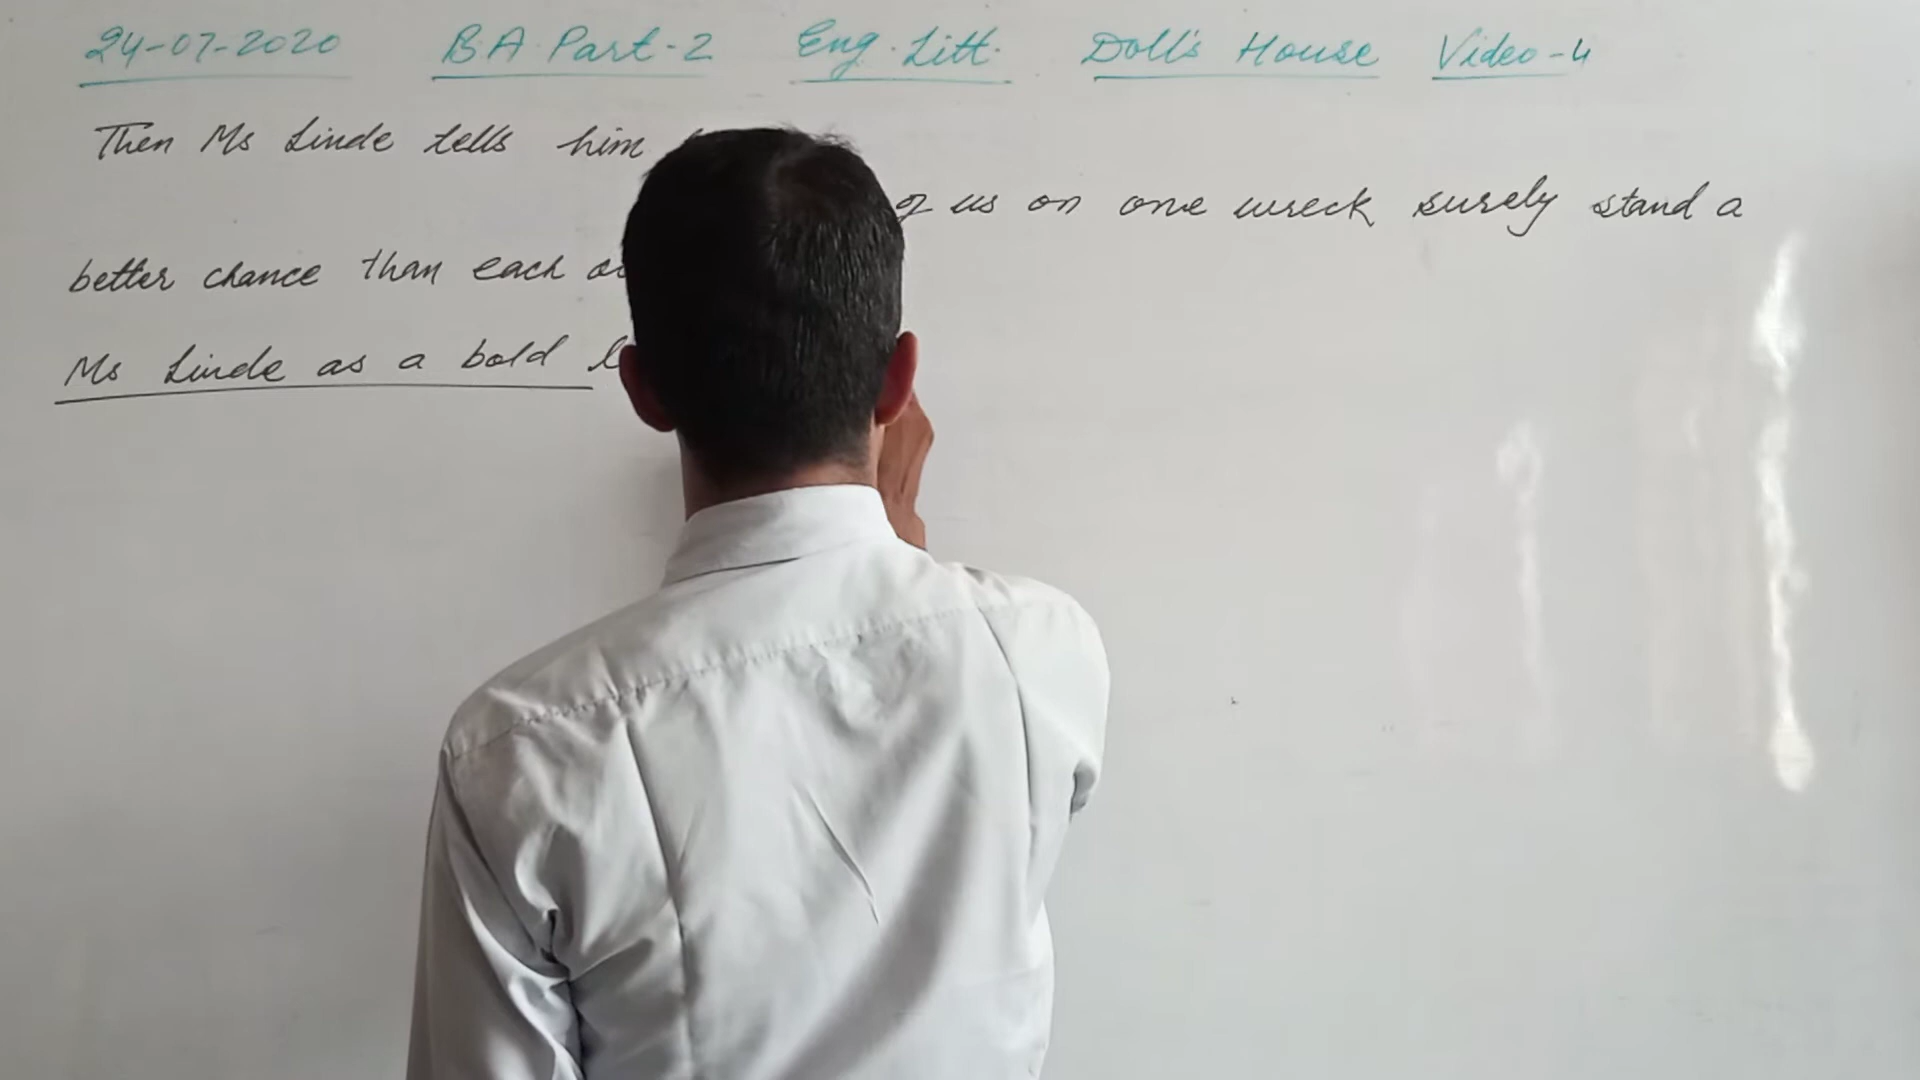 24-07-2020 BA Part-2 Eng. Litt. Doll's House Video-4
Then Ms Linde tells him
of us on one wreck surely stand a
better chance than each
Ms Linde as a bold